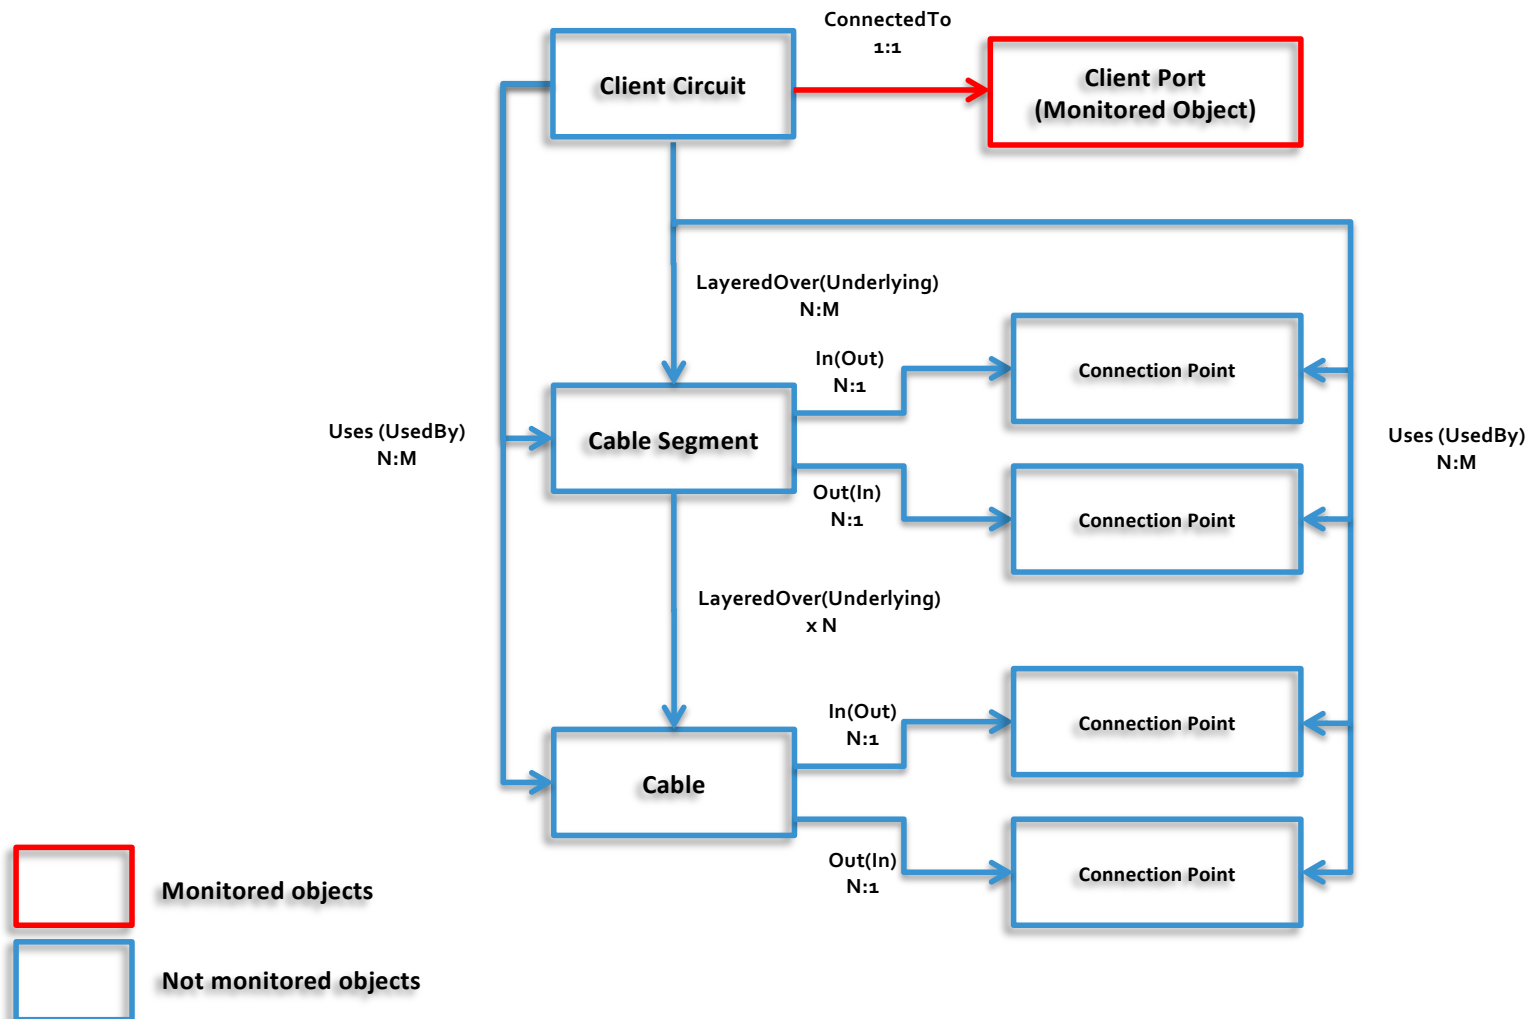 ConnectedTo
1:1
Client Circuit
Client Port
(Monitored Object)
LayeredOver(Underlying)
N:M
In(Out)
N:1
Connection Point
Uses (UsedBy)
N:M
Cable Segment
Uses (UsedBy)
N:M
Out(In)
N:1
Connection Point
LayeredOver(Underlying)
x N
In(Out)
N:1
Connection Point
Cable
Out(In)
N:1
Connection Point
Monitored objects
Not monitored objects